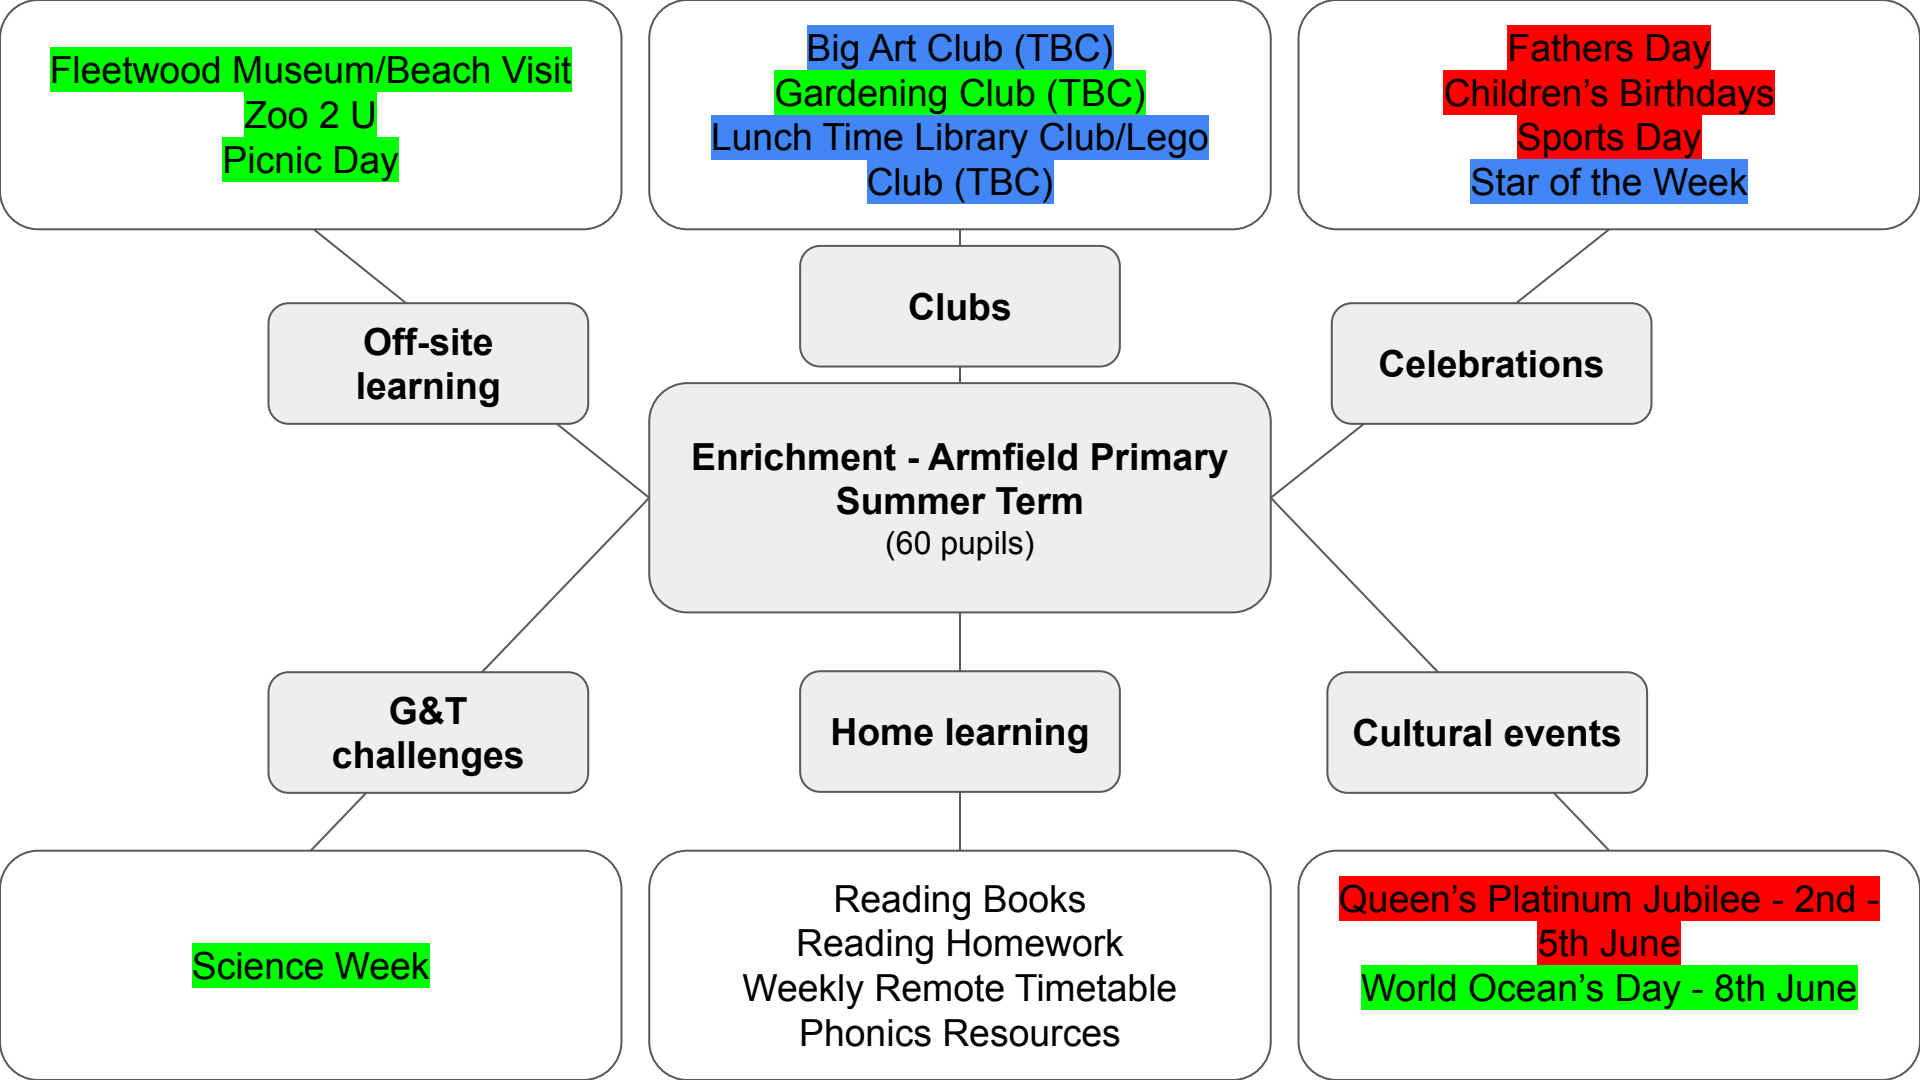 Fleetwood Museum/Beach Visit
Zoo 2 U
Picnic Day
Big Art Club (TBC)
Gardening Club (TBC)
Lunch Time Library Club/Lego
Club (TBC)
Fathers Day
Children’s Birthdays
Sports Day
Star of the Week
Off-site
learning
Clubs
Celebrations
Enrichment - Armfield Primary
Summer Term
(60 pupils)
G&T
challenges
Home learning
Cultural events
Science Week
Reading Books
Reading Homework
Weekly Remote Timetable
Phonics Resources
Queen’s Platinum Jubilee - 2nd -
5th June
World Ocean’s Day - 8th June